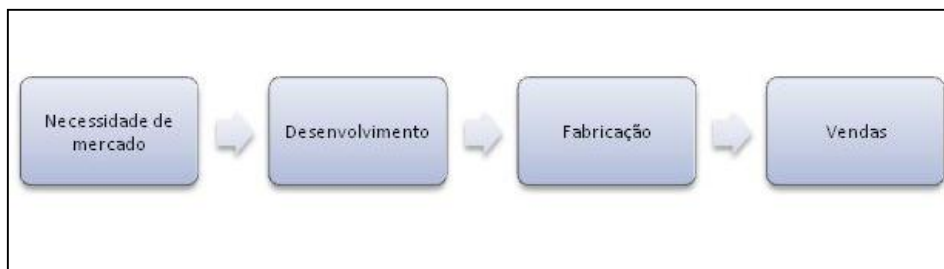 Necessidade de
mercado
Desenvolvimento
Fabricação
Vendas